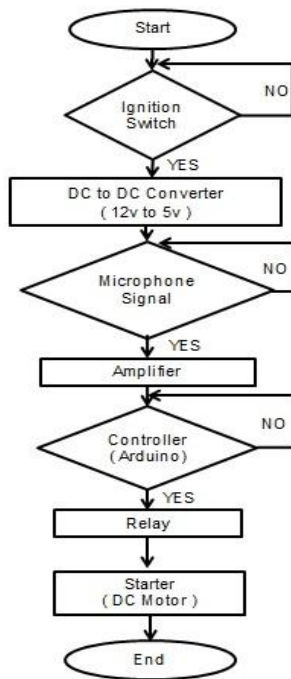 Start
NO
Ignition
Switch
YES
DC to DC Converter
( 12v to 5v )
NO
Microphone
Signal
YES
Amplifier
NO
Controller
(Arduino)
YES
Relay
Starter
( DC Motor )
End